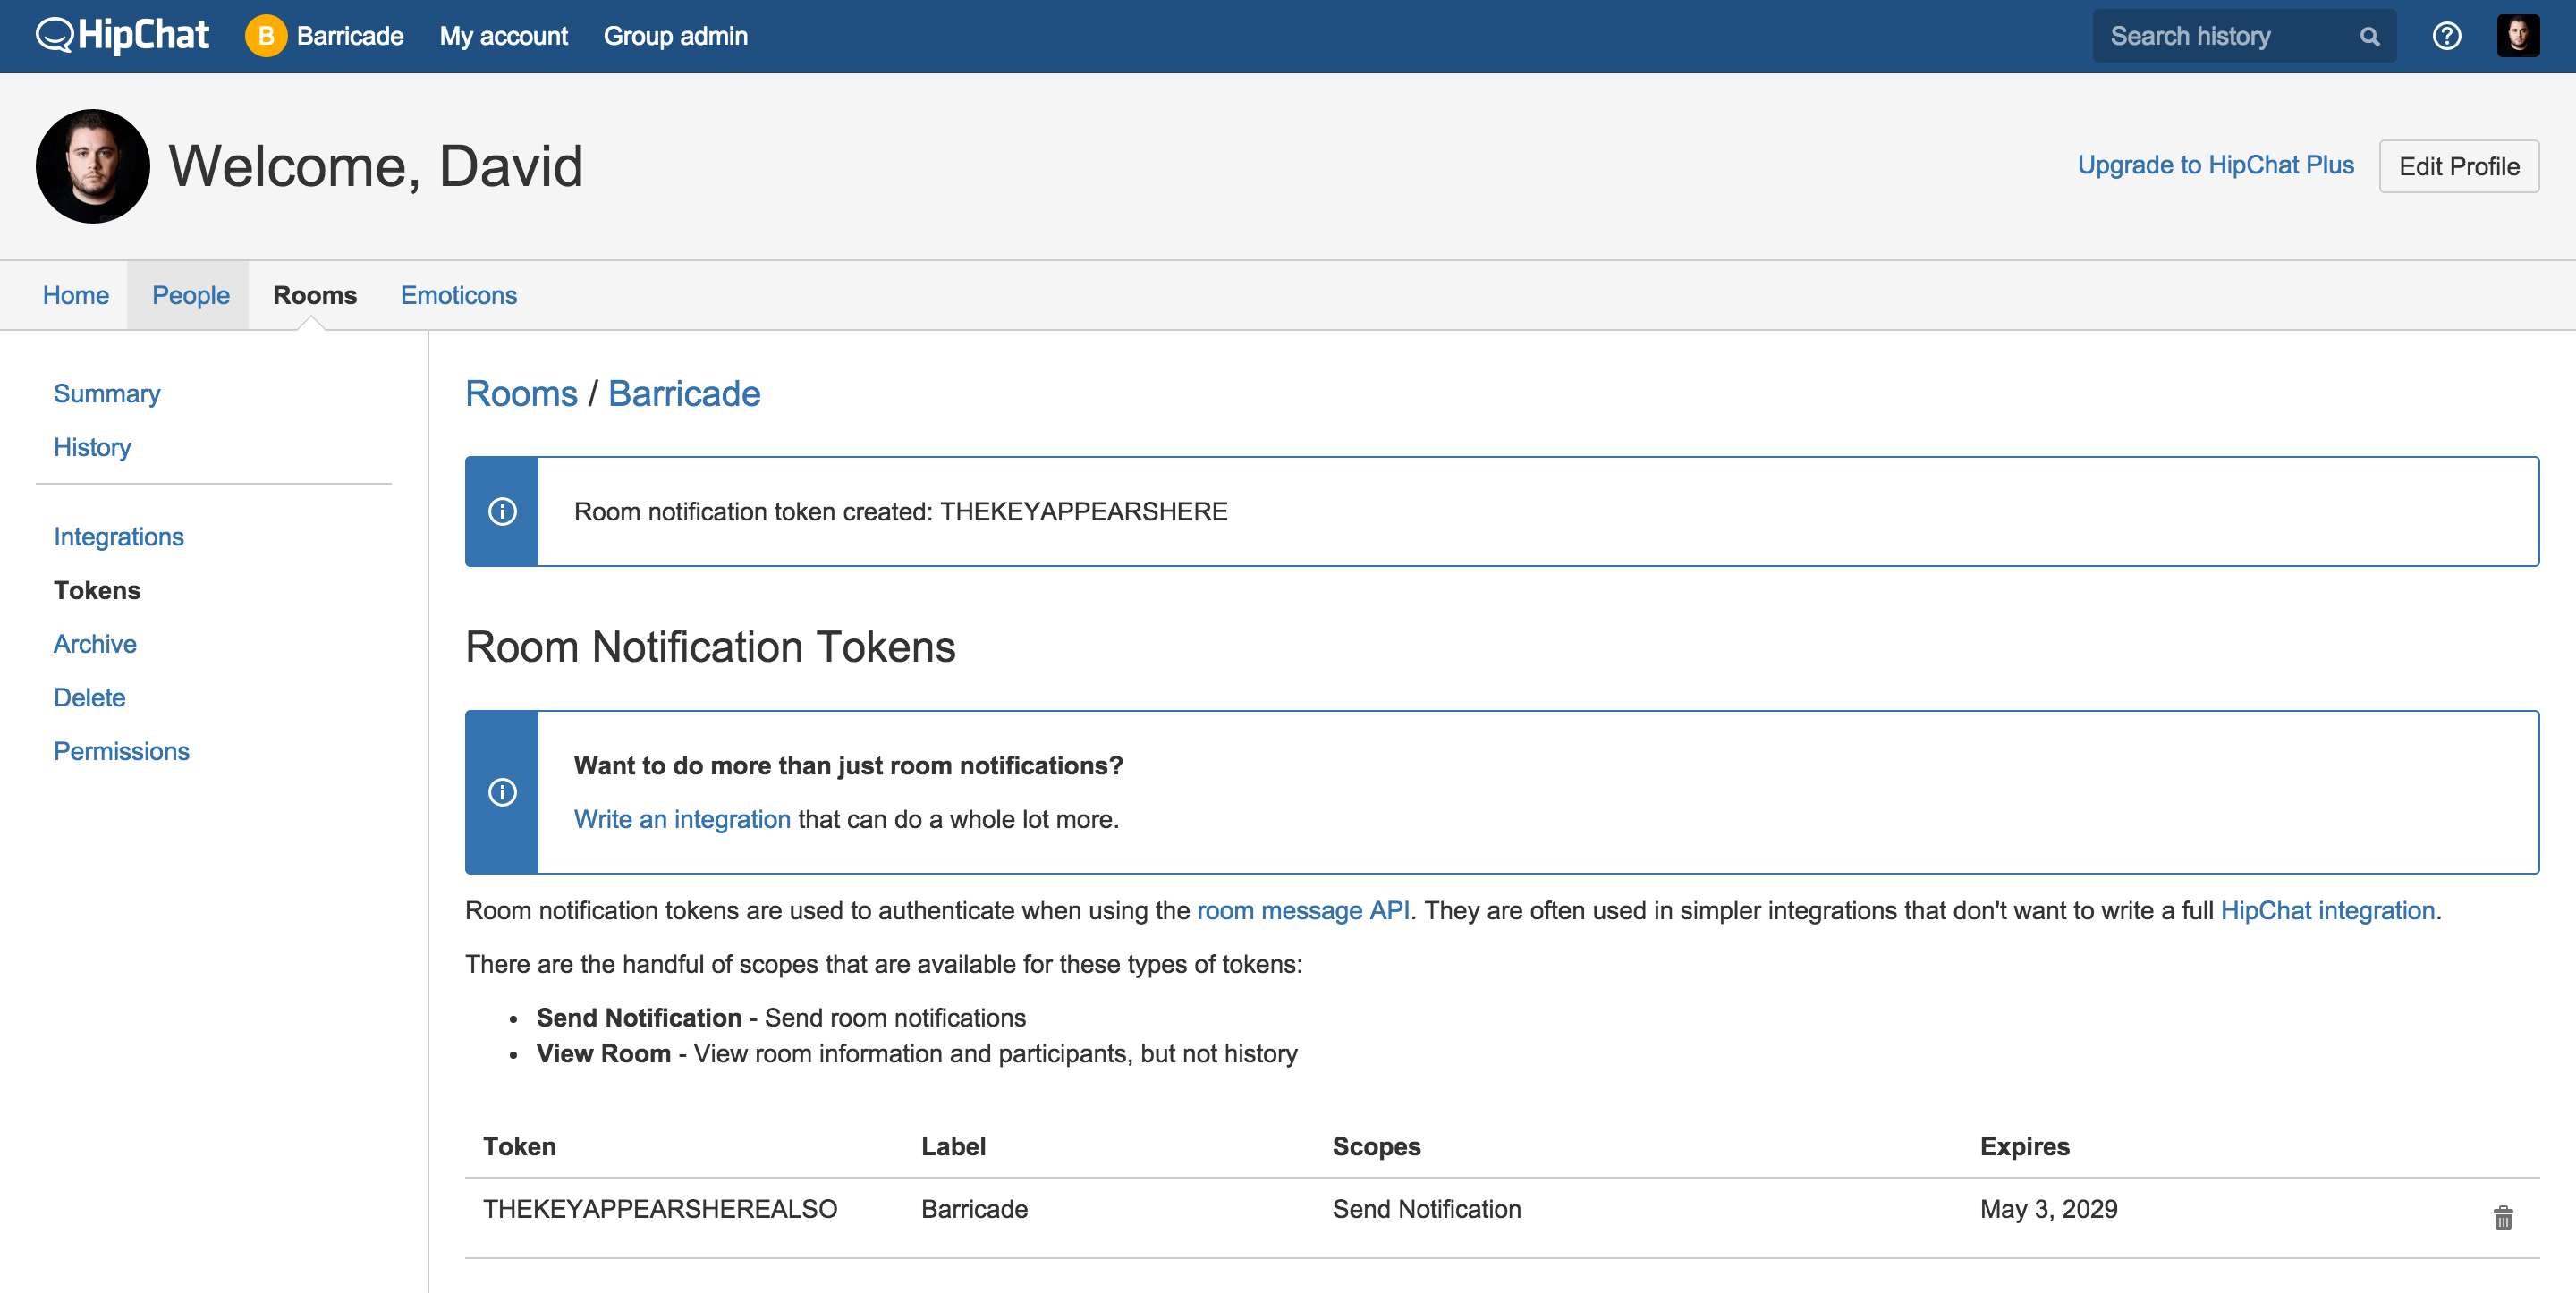 HipChat B Barricade My account Group admin Search history ?
Welcome, David Upgrade to HipChat Plus Edit Profile
Home People Rooms Emoticons
Summary
History
Integrations
Tokens
Archive
Delete
Permissions
Rooms / Barricade
Room notification token created: THEKEYAPPEARSHERE
Room Notification Tokens
Want to do more than just room notifications?
Write an integration that can do a whole lot more.
Room notification tokens are used to authenticate when using the room message API. They are often used in simpler integrations that don't want to write a full HipChat integration.
There are the handful of scopes that are available for these types of tokens:
• Send Notification - Send room notifications
• View Room - View room information and participants, but not history
Token Label Scopes Expires
THEKEYAPPEARSHEREALSO Barricade Send Notification May 3, 2029